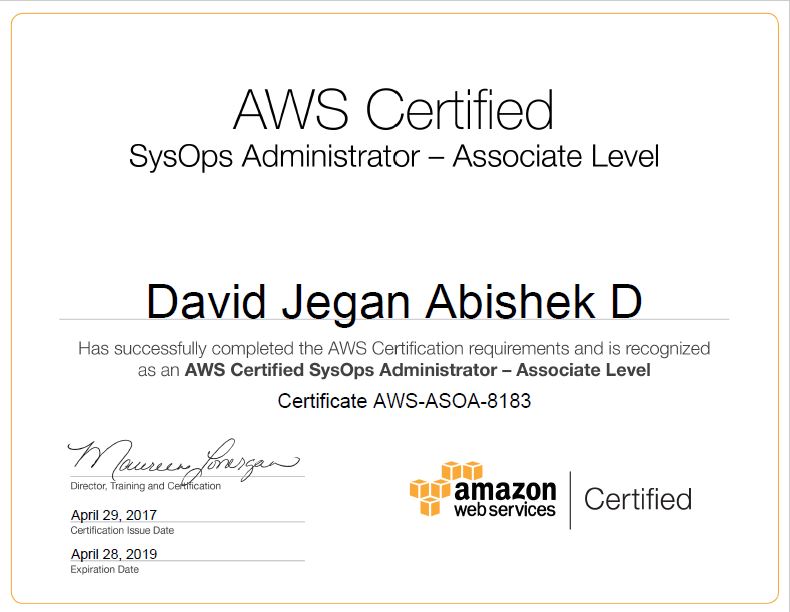 AWS Certified
SysOps Administrator – Associate Level
David Jegan Abishek D
Has successfully completed the AWS Certification requirements and is recognized
as an AWS Certified SysOps Administrator – Associate Level
Certificate AWS-ASOA-8183
Maureen Lonergan
Director, Training and Certification
April 29, 2017
Certification Issue Date
April 28, 2019
Expiration Date
amazon
web services
Certified